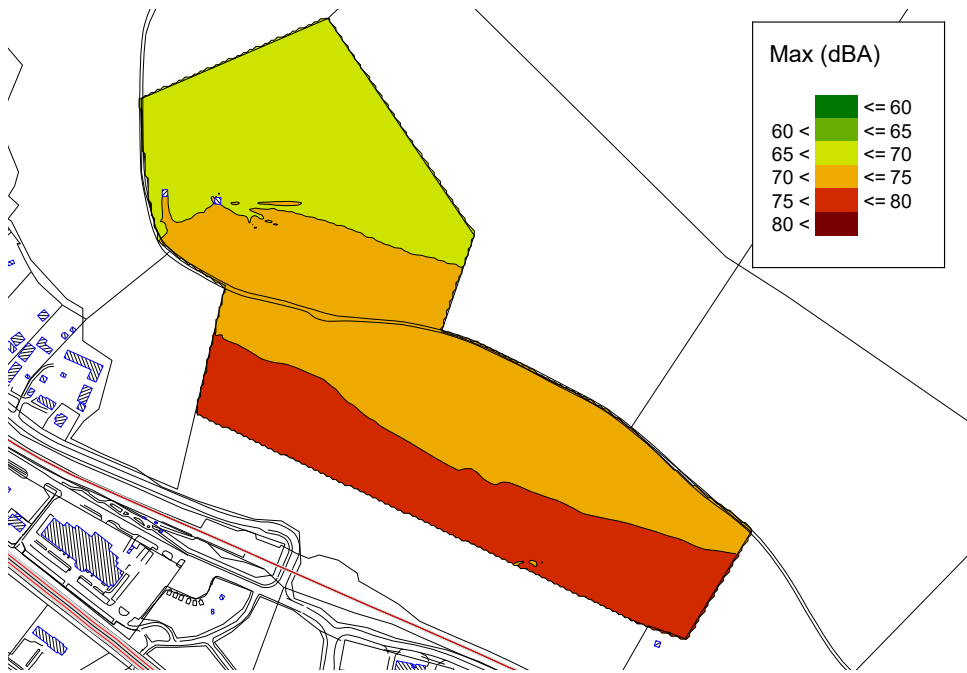 Max (dBA)
<= 60
60 < <= 65
65 < <= 70
70 < <= 75
75 < <= 80
80 <